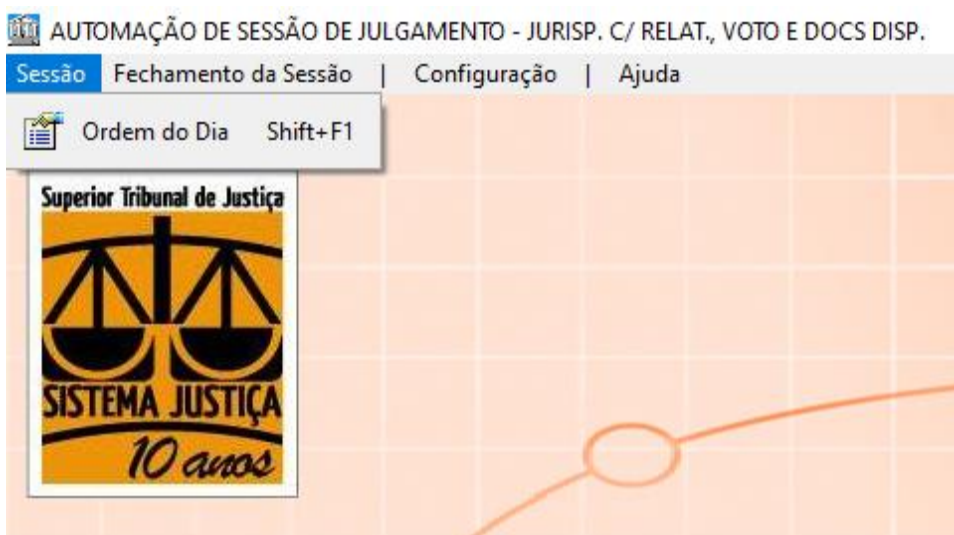 AUTOMAÇÃO DE SESSÃO DE JULGAMENTO - JURISP. C/ RELAT., VOTO E DOCS DISP.
Sessão Fechamento da Sessão | Configuração | Ajuda
Ordem do Dia Shift+F1
Superior Tribunal de Justiça
SISTEMA JUSTIÇA
10 anos